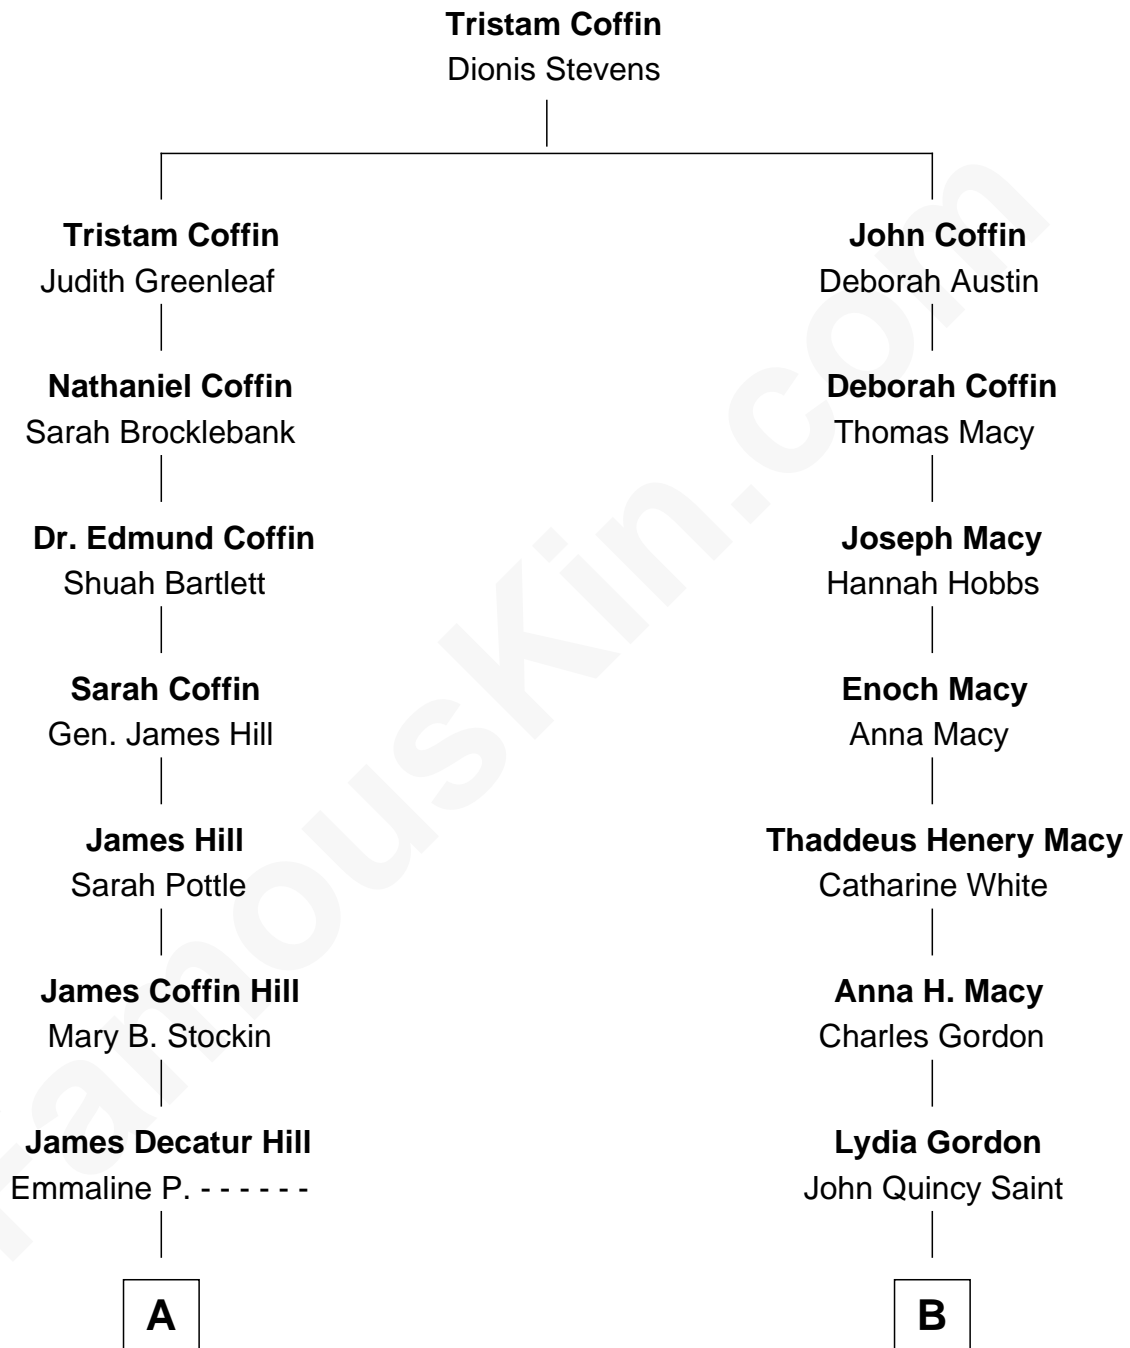 Tristam Coffin
Dionis Stevens
Tristam Coffin
Judith Greenleaf
John Coffin
Deborah Austin
Nathaniel Coffin
Sarah Brocklebank
Deborah Coffin
Thomas Macy
Dr. Edmund Coffin
Shuah Bartlett
Joseph Macy
Hannah Hobbs
Sarah Coffin
Gen. James Hill
Enoch Macy
Anna Macy
James Hill
Sarah Pottle
Thaddeus Henery Macy
Catharine White
James Coffin Hill
Mary B. Stockin
Anna H. Macy
Charles Gordon
James Decatur Hill
Emmaline P. - - - - - -
Lydia Gordon
John Quincy Saint
A
B
FamousKin.com